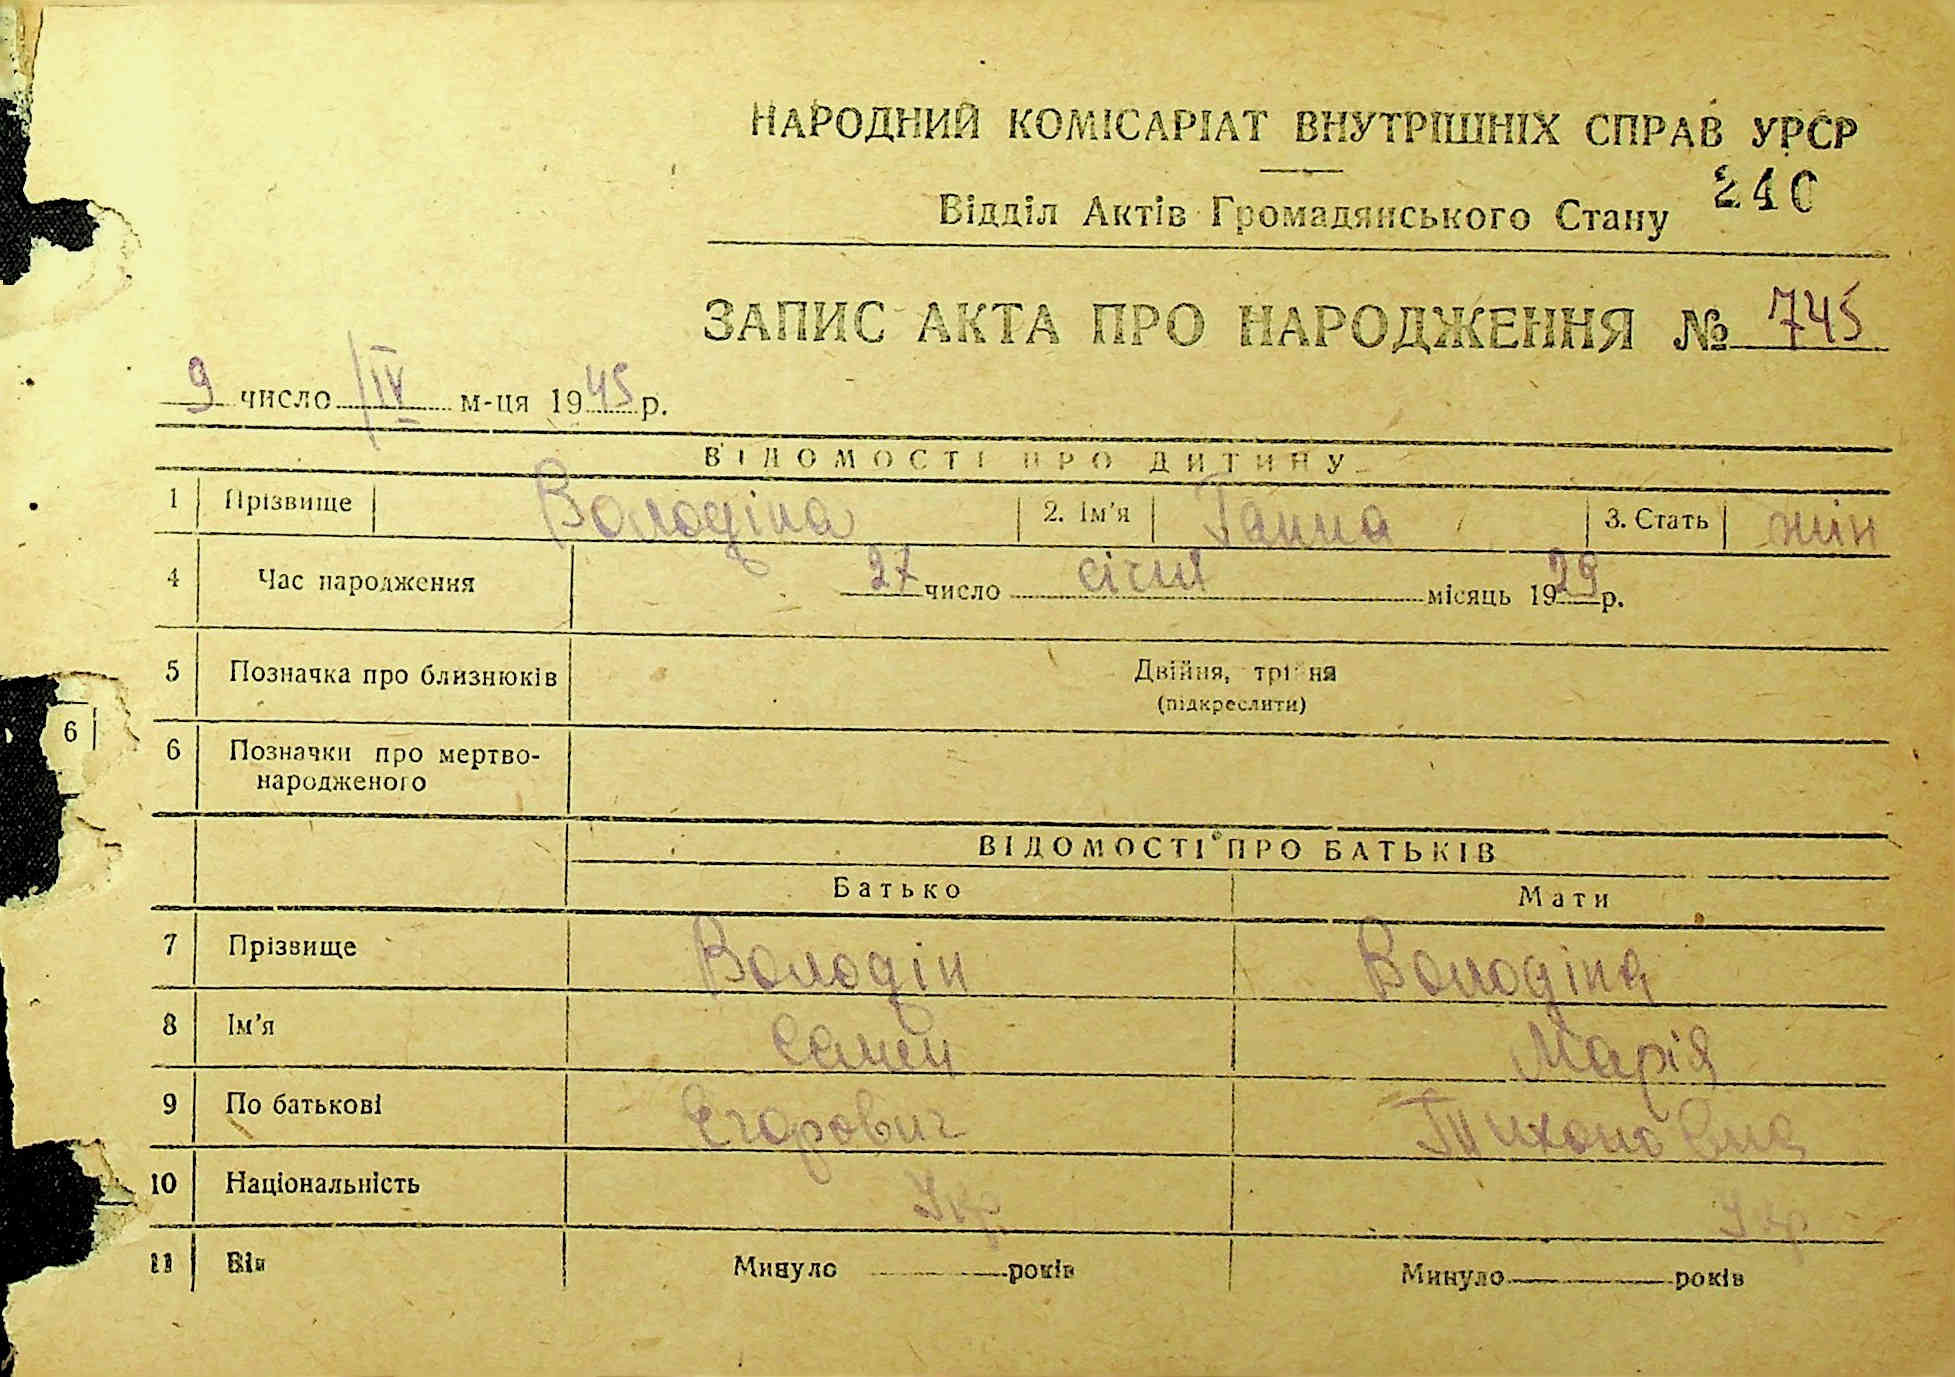 НАРОДНИЙ КОМІСАРІАТ ВНУТРІШНІХ СПРАВ УРСР
240
Відділ Актів Громадянського Стану
ЗАПИС АКТА ПРО НАРОДЖЕННЯ № 745
9 число IV м-ця 1945 р.
ВІДОМОСТІ ПРО ДИТИНУ
1 Прізвище Володіна 2. Ім'я Ганна 3. Стать жін
4 Час народження 27 число січня місяць 1929 р.
5 Позначка про близнюків Двійня, трійня
(підкреслити)
6
6 Позначки про мертво-
народженого
ВІДОМОСТІ ПРО БАТЬКІВ
Батько Мати
7 Прізвище Володін Володіна
8 Ім'я Семен Марія
9 По батькові Єгорович Тихоновна
10 Національність Укр. Укр
11 Вік Минуло років Минуло років